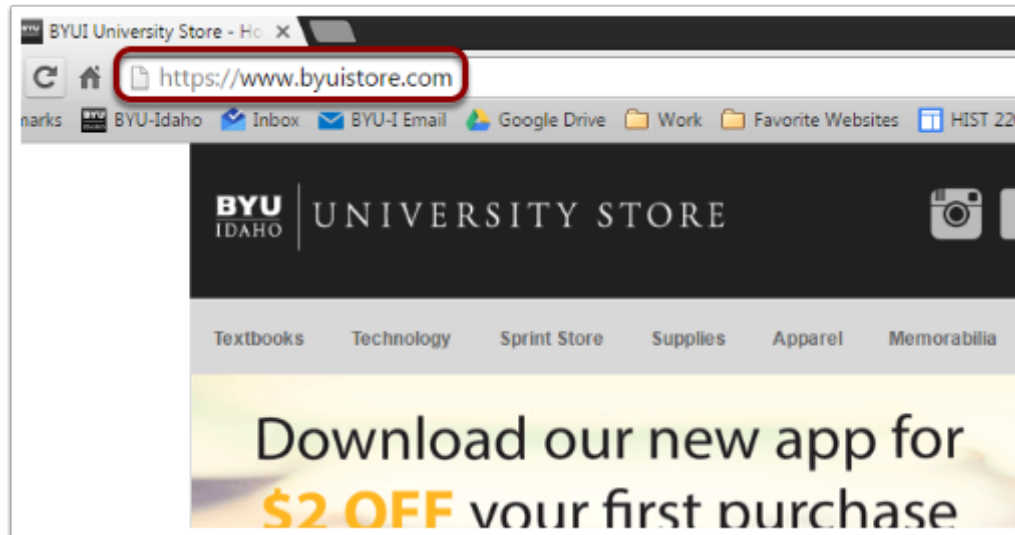 BYUI University Store - Ho
https://www.byuistore.com
marks BYU-Idaho Inbox BYU-I Email Google Drive Work Favorite Websites HIST 220
BYU
IDAHO
UNIVERSITY STORE
Textbooks Technology Sprint Store Supplies Apparel Memorabilia
Download our new app for
$2 OFF your first purchase